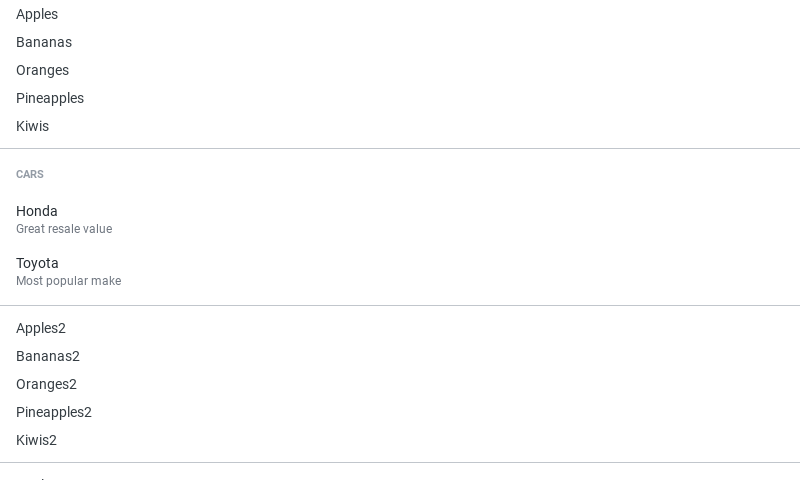 Apples
Bananas
Oranges
Pineapples
Kiwis
CARS
Honda
Great resale value
Toyota
Most popular make
Apples2
Bananas2
Oranges2
Pineapples2
Kiwis2